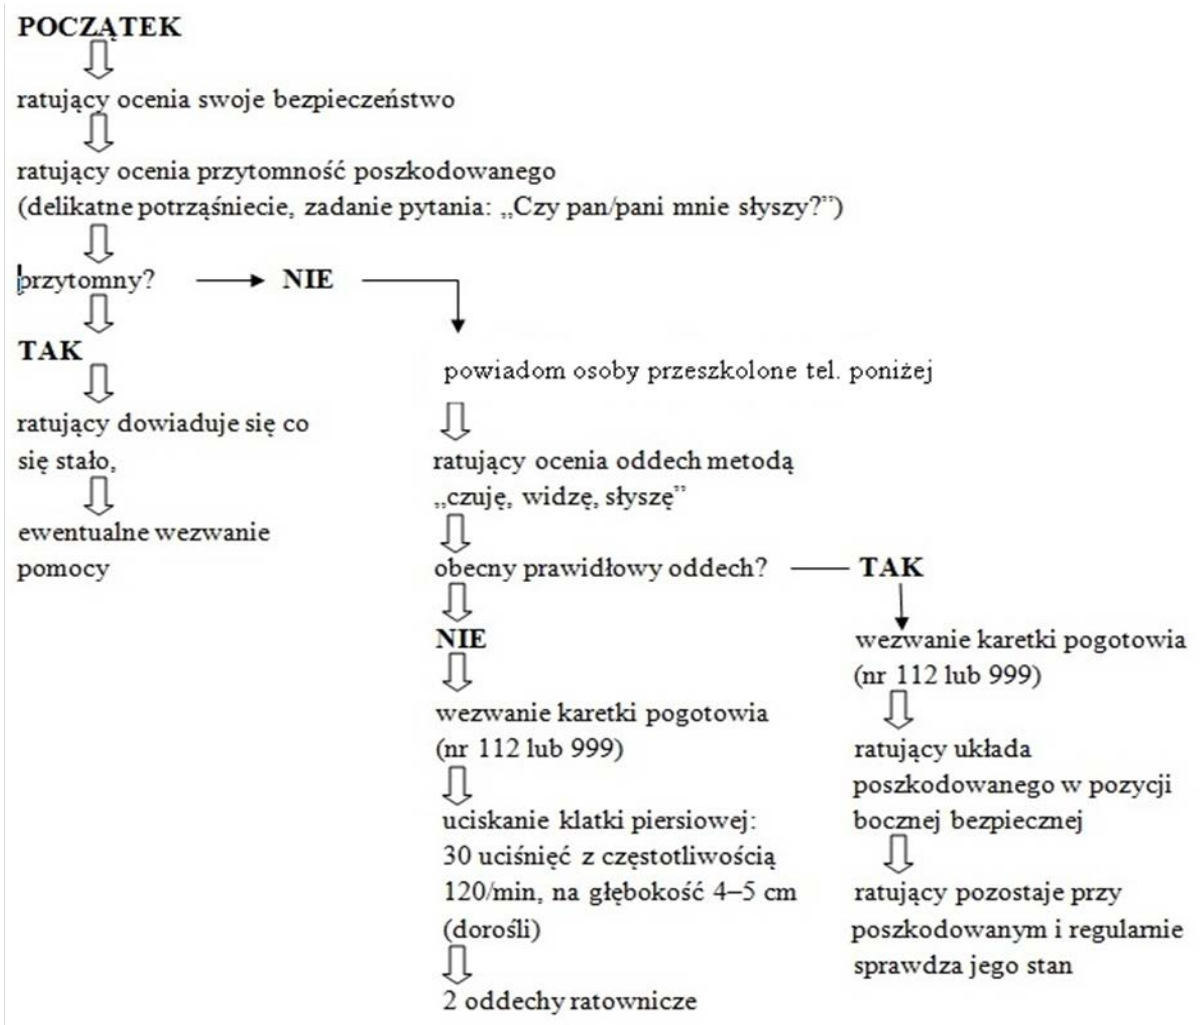 POCZĄTEK
ratujący ocenia swoje bezpieczeństwo
ratujący ocenia przytomność poszkodowanego
(delikatne potrząśniecie, zadanie pytania: „Czy pan/pani mnie słyszy?”)
przytomny?
NIE
TAK
ratujący dowiaduje się co
się stało,
ewentualne wezwanie
pomocy
powiadom osoby przeszkolone tel. poniżej
ratujący ocenia oddech metodą
„czuję, widzę, słyszę”
obecny prawidłowy oddech?
TAK
NIE
wezwanie karetki pogotowia
(nr 112 lub 999)
uciskanie klatki piersiowej:
30 uciśnięć z częstotliwością
120/min, na głębokość 4–5 cm
(dorośli)
2 oddechy ratownicze
wezwanie karetki pogotowia
(nr 112 lub 999)
ratujący układa
poszkodowanego w pozycji
bocznej bezpiecznej
ratujący pozostaje przy
poszkodowanym i regularnie
sprawdza jego stan